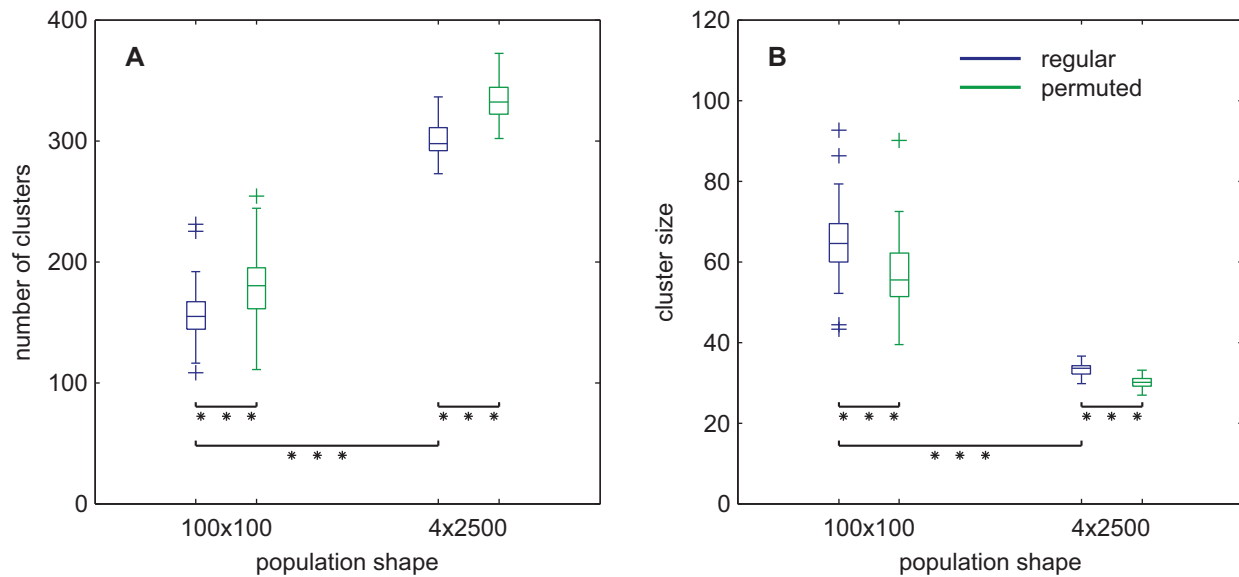 A
number of clusters
400
300
200
100
0
* * *
* * *
* * *
100x100
4x2500
population shape
B
regular
permuted
cluster size
120
100
80
60
40
20
0
* * *
* * *
* * *
100x100
4x2500
population shape